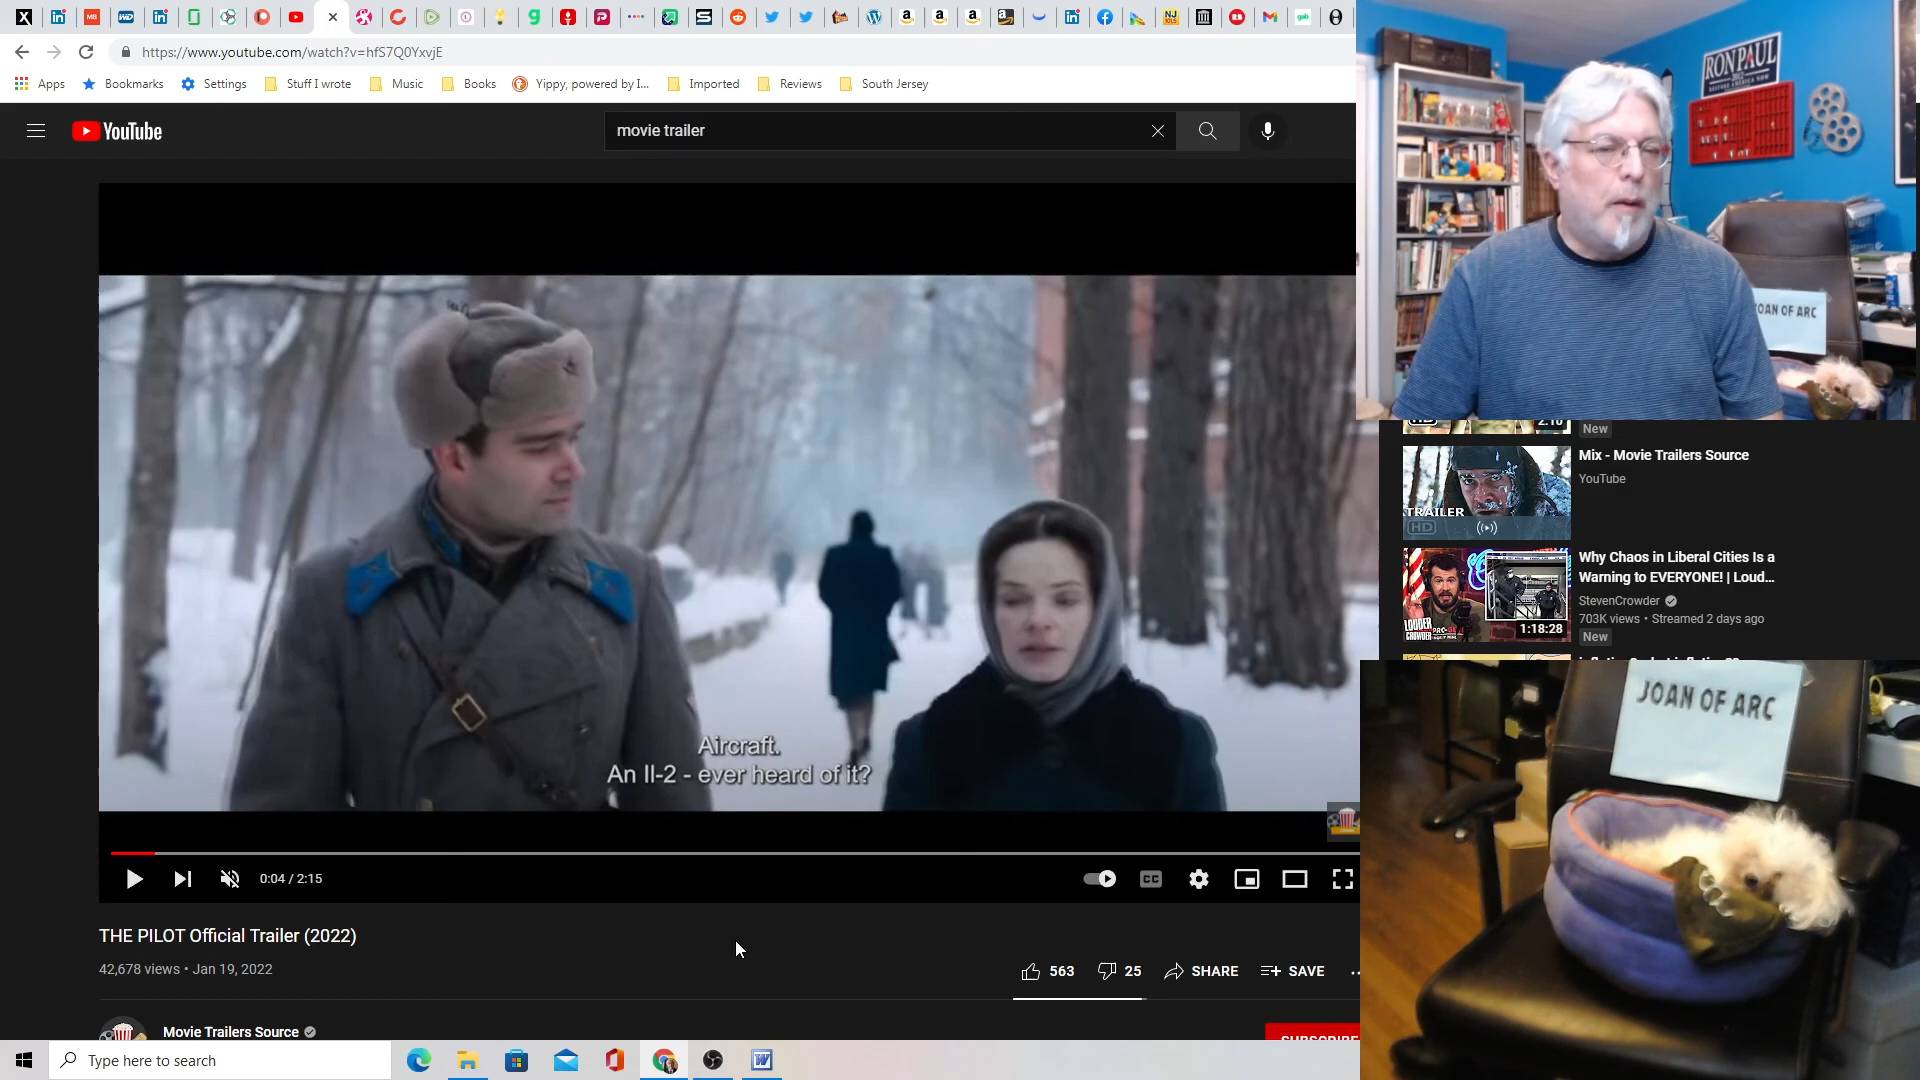 https://www.youtube.com/watch?v=hfS7Q0YxvjE
Apps
Bookmarks
Settings
Stuff I wrote
Music
Books
Yippy, powered by I...
Imported
Reviews
South Jersey
YouTube
movie trailer
RON PAUL
JOAN OF ARC
Aircraft.
An Il-2 - ever heard of it?
0:04 / 2:15
CC
THE PILOT Official Trailer (2022)
42,678 views • Jan 19, 2022
563
25
SHARE
SAVE
Movie Trailers Source
New
Mix - Movie Trailers Source
YouTube
TRAILER
HD
Why Chaos in Liberal Cities Is a
Warning to EVERYONE! | Loud...
StevenCrowder
703K views • Streamed 2 days ago
New
LOUDER
CROWDER
1:18:28
JOAN OF ARC
Type here to search